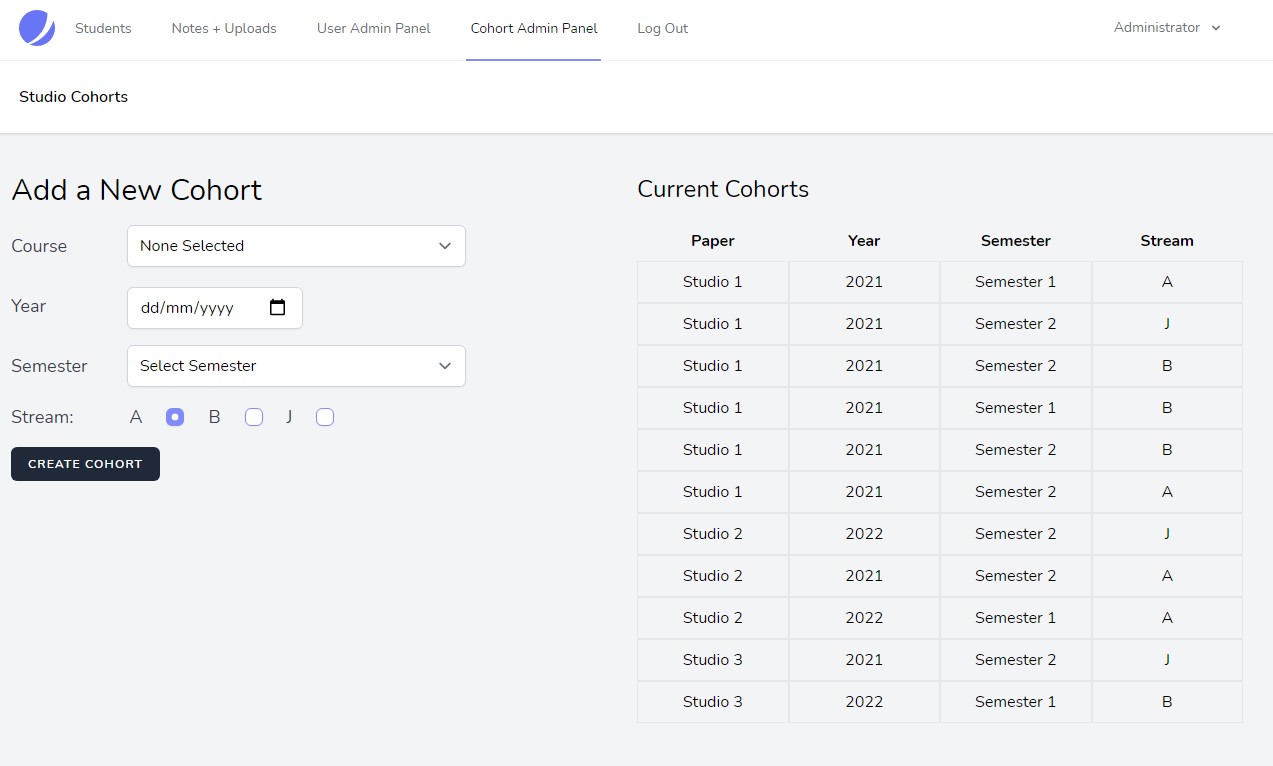 Students Notes + Uploads User Admin Panel Cohort Admin Panel Log Out Administrator
Studio Cohorts
Add a New Cohort
Course None Selected
Year dd/mm/yyyy
Semester Select Semester
Stream: A B J
CREATE COHORT
Current Cohorts
Paper Year Semester Stream
Studio 1 2021 Semester 1 A
Studio 1 2021 Semester 2 J
Studio 1 2021 Semester 2 B
Studio 1 2021 Semester 1 B
Studio 1 2021 Semester 2 B
Studio 1 2021 Semester 2 A
Studio 2 2022 Semester 2 J
Studio 2 2021 Semester 2 A
Studio 2 2022 Semester 1 A
Studio 3 2021 Semester 2 J
Studio 3 2022 Semester 1 B